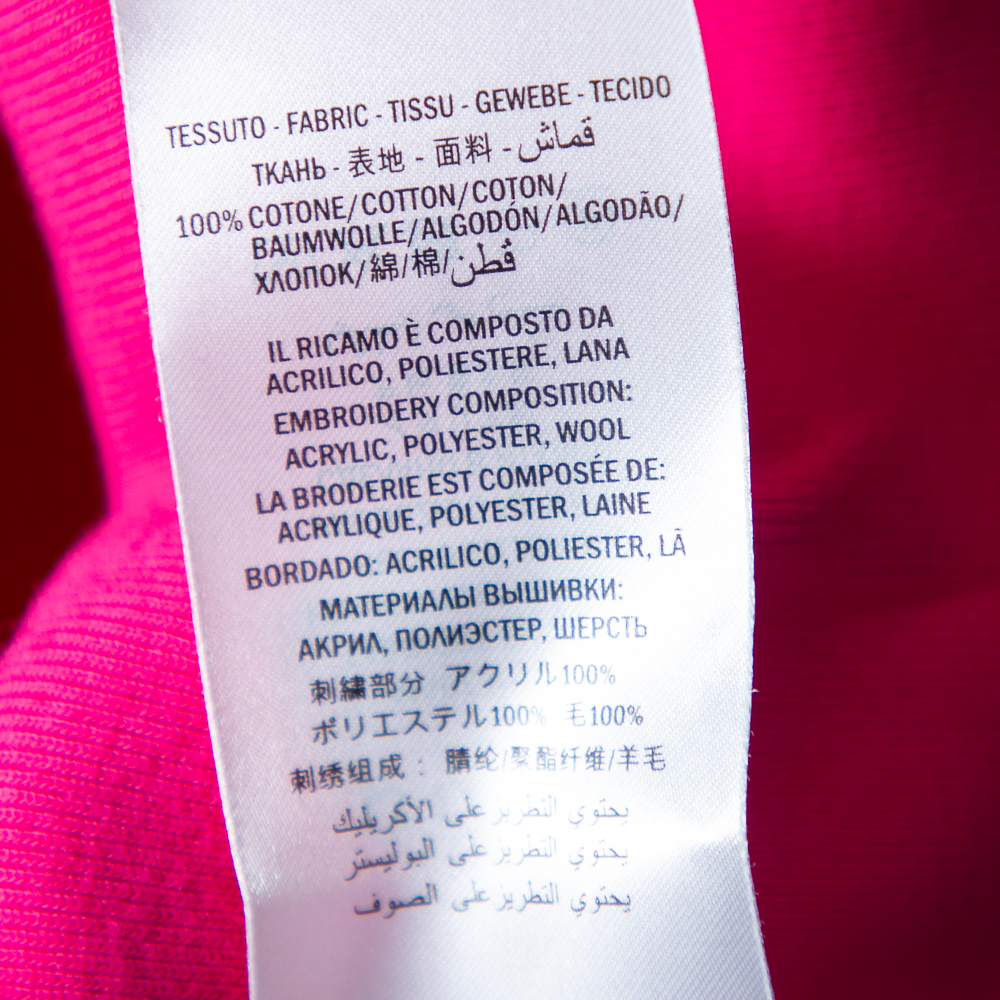 TESSUTO - FABRIC - TISSU - GEWEBE - TECIDO
ТКАНЬ - 表地 - 面料 - قماش
100% COTONE/COTTON/COTON/
BAUMWOLLE/ALGODÓN/ALGODÃO/
ХЛОПОК/綿/棉/قطن
IL RICAMO È COMPOSTO DA
ACRILICO, POLIESTERE, LANA
EMBROIDERY COMPOSITION:
ACRYLIC, POLYESTER, WOOL
LA BRODERIE EST COMPOSÉE DE:
ACRYLIQUE, POLYESTER, LAINE
BORDADO: ACRILICO, POLIESTER, LÃ
МАТЕРИАЛЫ ВЫШИВКИ:
АКРИЛ, ПОЛИЭСТЕР, ШЕРСТЬ
刺繍部分 アクリル100%
ポリエステル100% 毛100%
刺绣组成 : 腈纶/聚酯纤维/羊毛
يحتوي التطريز على الأكريليك
يحتوي التطريز على البوليستر
يحتوي التطريز على الصوف